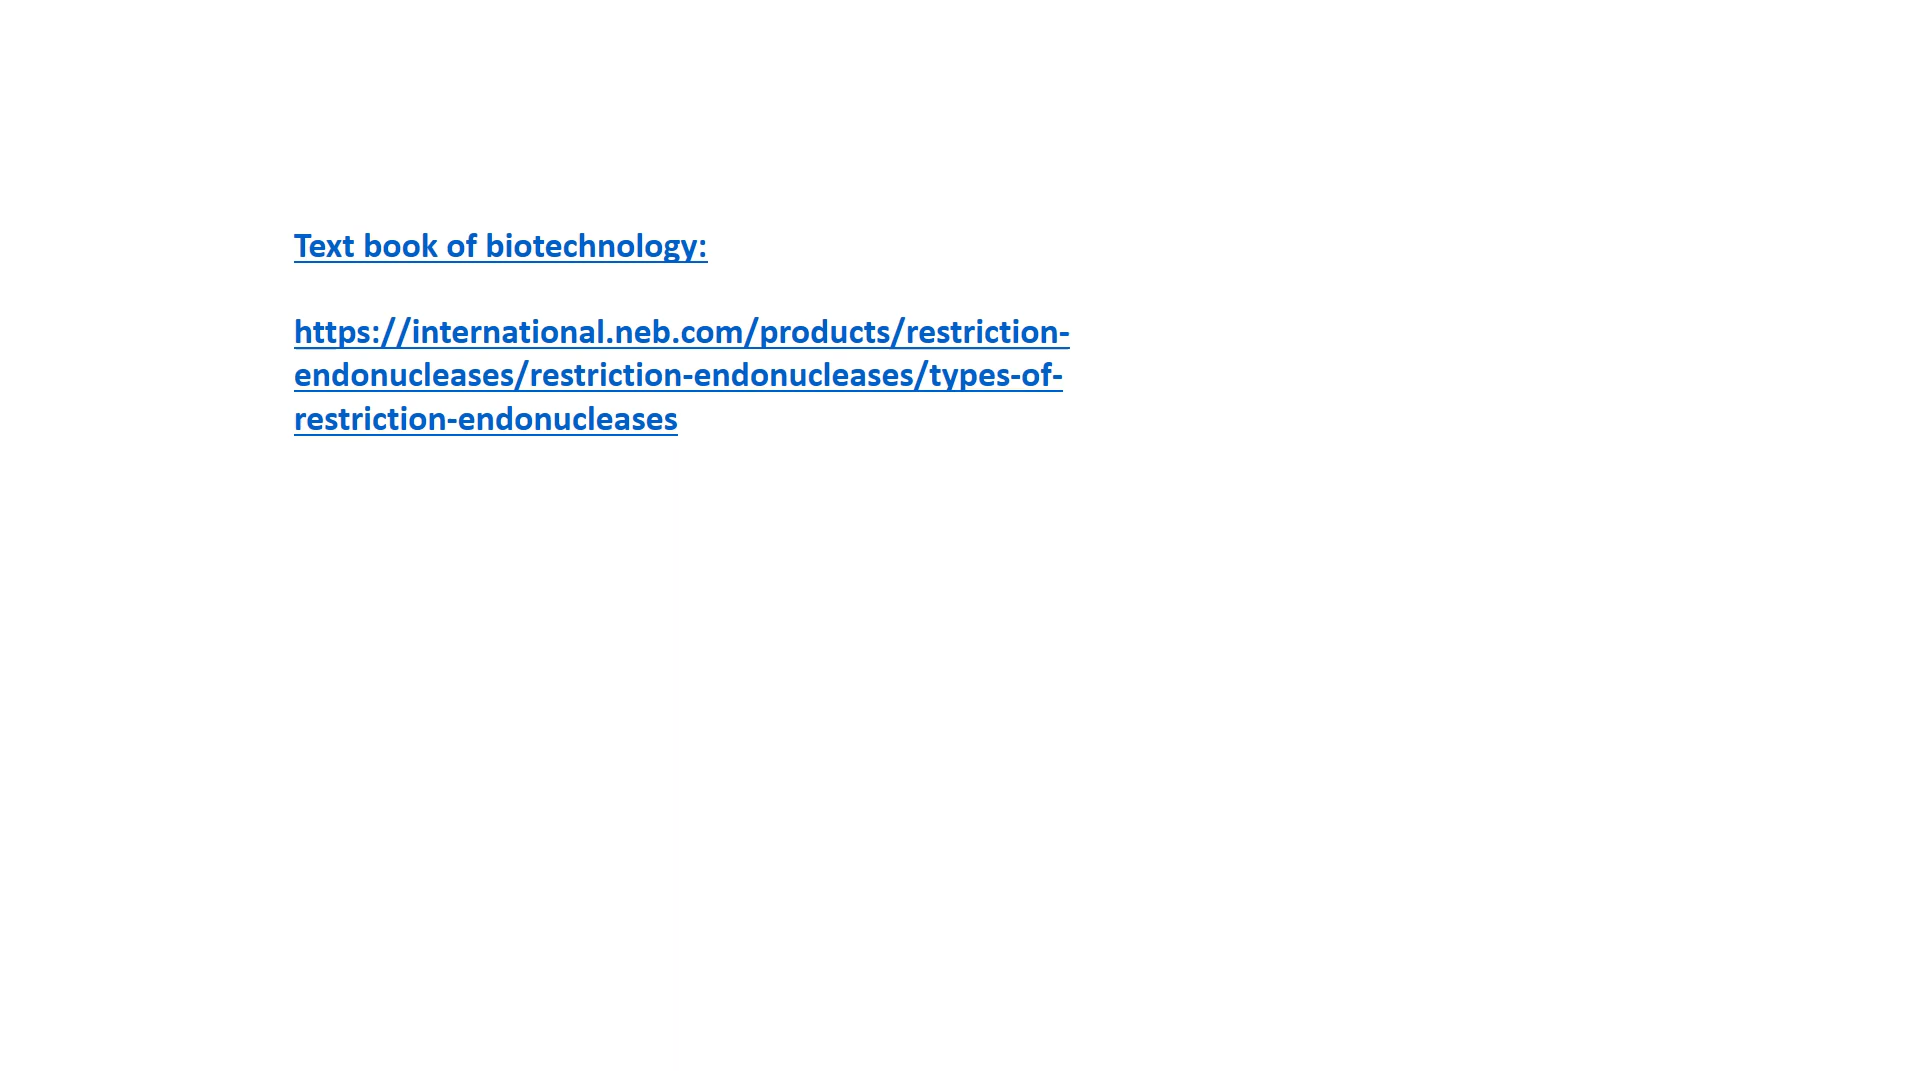 Text book of biotechnology:
https://international.neb.com/products/restriction-
endonucleases/restriction-endonucleases/types-of-
restriction-endonucleases